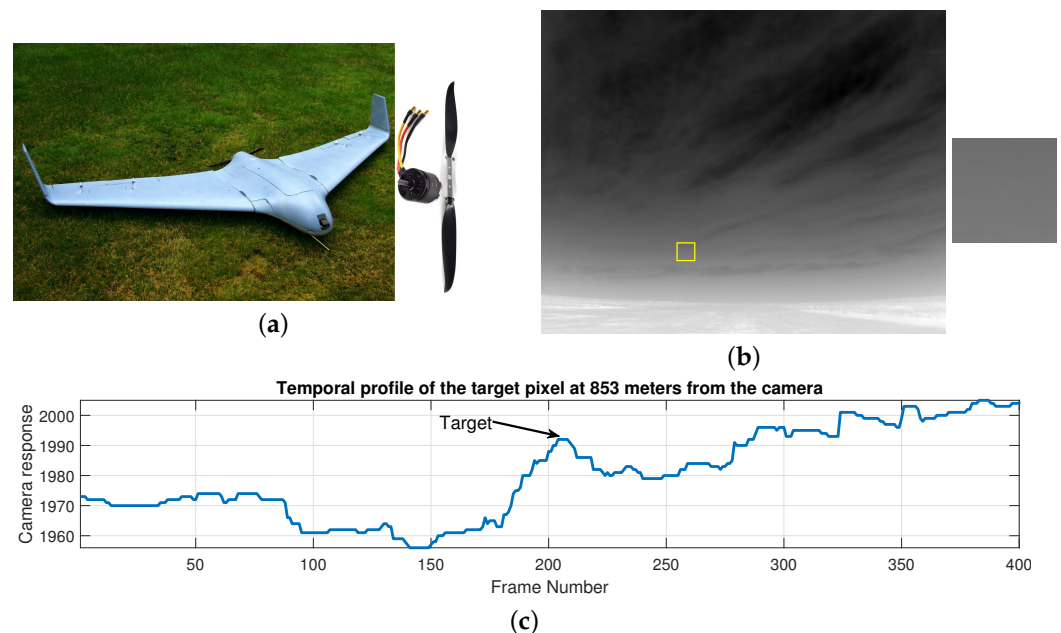 (a)
(b)
Temporal profile of the target pixel at 853 meters from the camera
Camera response
2000
1990
1980
1970
1960
Target
50 100 150 200 250 300 350 400
Frame Number
(c)